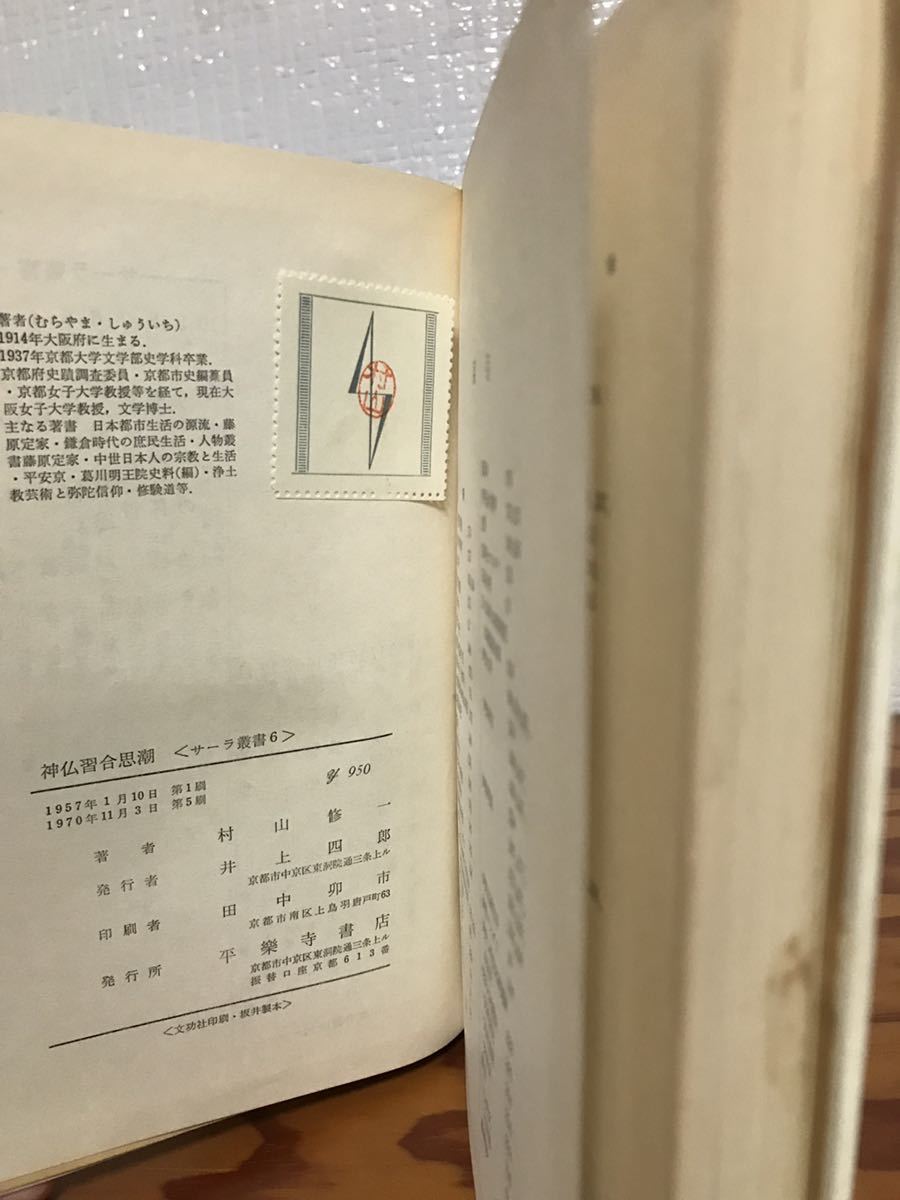 著者(むらやま・しゅういち)
1914年大阪府に生まる.
1937年京都大学文学部史学科卒業.
京都府史蹟調査委員・京都市史編纂員
・京都女子大学教授等を経て，現在大
阪女子大学教授，文学博士.
主なる著書 日本都市生活の源流・藤
原定家・鎌倉時代の庶民生活・人物叢
書藤原定家・中世日本人の宗教と生活
・平安京・葛川明王院史料(編)・浄土
教芸術と弥陀信仰・修験道等.
村山
神仏習合思潮 <サーラ叢書6>
1957年1月10日 第1刷
1970年11月3日 第5刷
¥ 950
著者 村山修一
発行者 井上四郎
京都市中京区東洞院通三条上ル
印刷者 田中卯市
京都市南区上鳥羽唐戸町63
発行所 平樂寺書店
京都市中京区東洞院通三条上ル
振替口座京都613番
<文功社印刷・坂井製本>